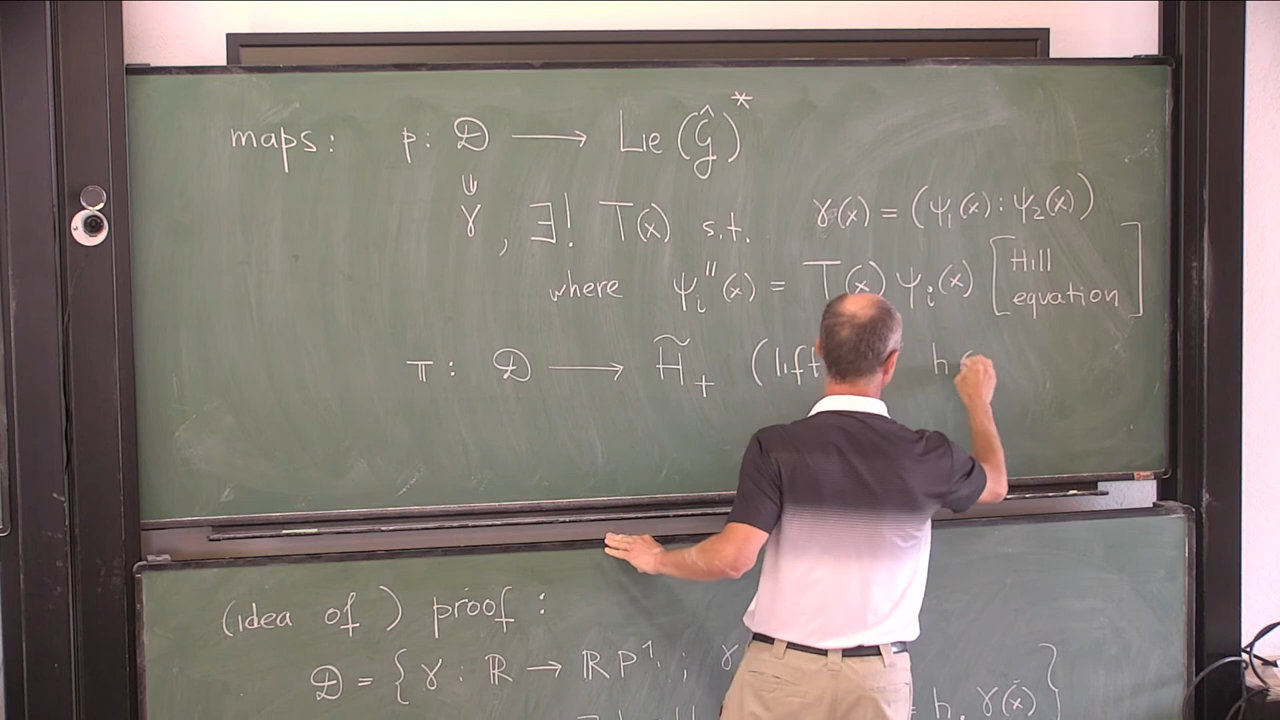 maps: p: 𝒟 ⟶ Lie (Ĝ)*
⋓
γ, ∃! T(x) s.t. γ(x) = (ψ₁(x) : ψ₂(x))
where ψᵢ''(x) = T(x) ψᵢ(x) [Hill equation]
π: 𝒟 ⟶ H̃₊ (lift h
(idea of) proof :
𝒟 = {γ : ℝ → ℝP¹ ; γ
= h. γ(x) }